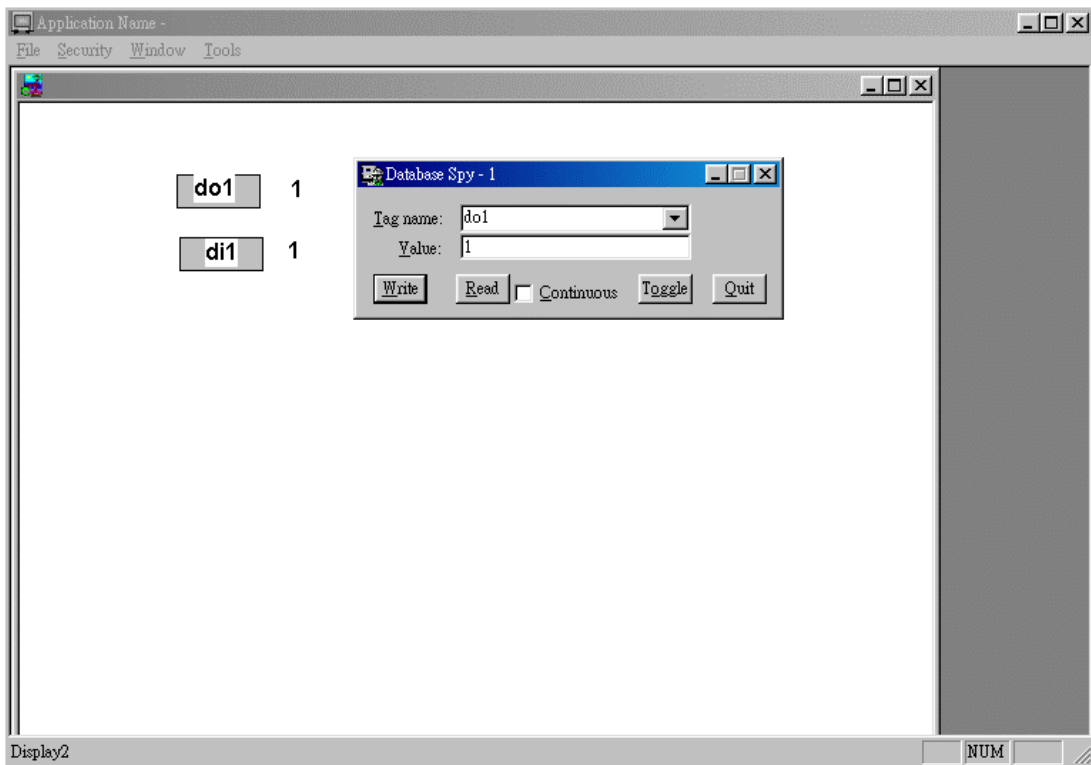 Application Name -
File Security Window Tools
do1 1
di1 1
Database Spy - 1
Tag name: do1
Value: 1
Write Read Continuous Toggle Quit
Display2 NUM